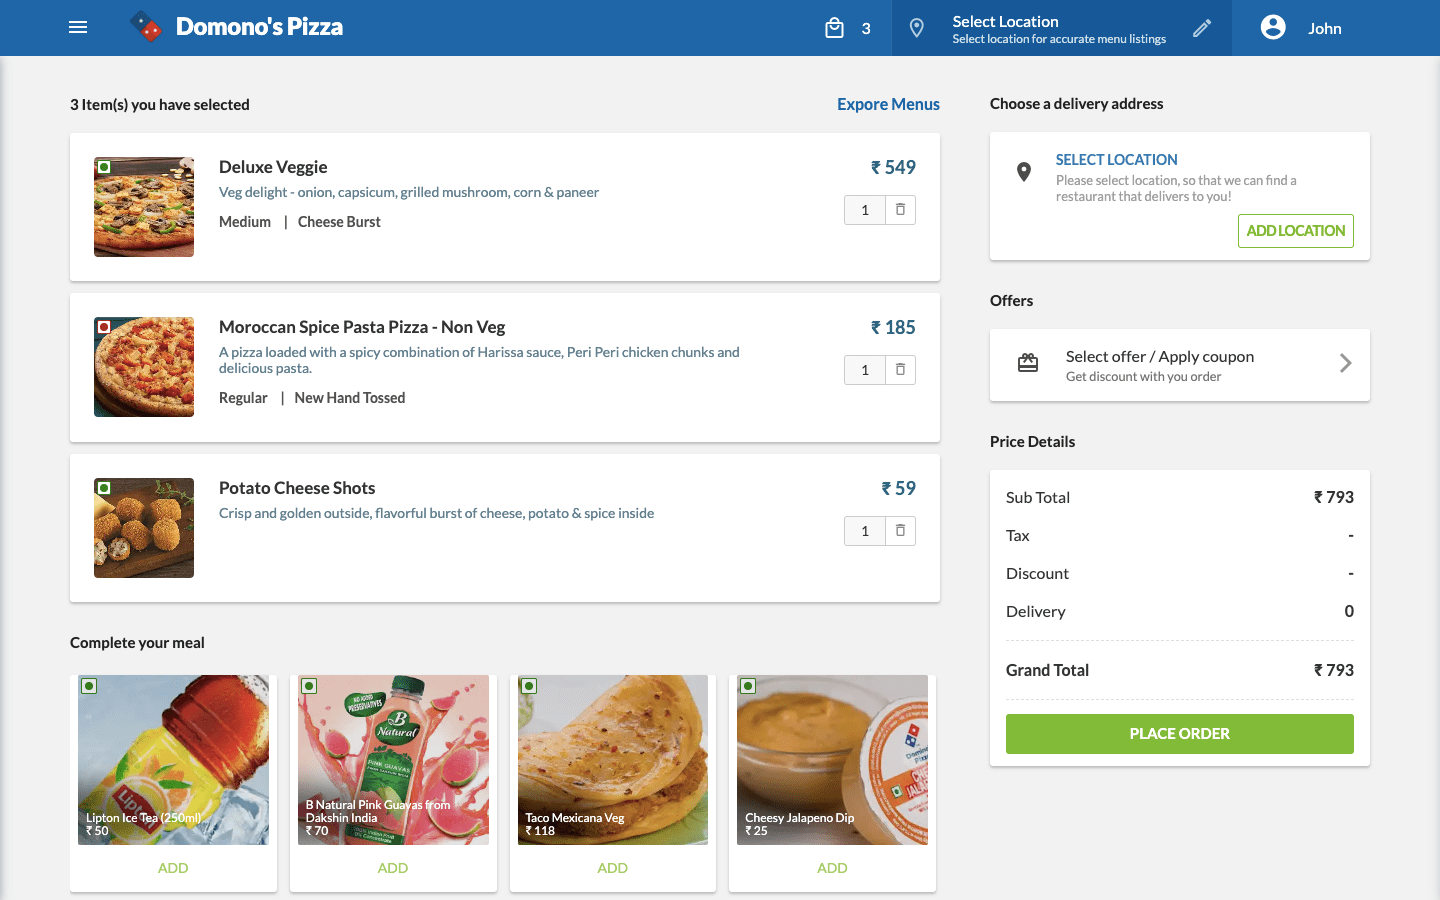 Domono's Pizza
3
Select Location
Select location for accurate menu listings
John
3 Item(s) you have selected
Expore Menus
Deluxe Veggie
₹ 549
Veg delight - onion, capsicum, grilled mushroom, corn & paneer
1
Medium | Cheese Burst
Moroccan Spice Pasta Pizza - Non Veg
₹ 185
A pizza loaded with a spicy combination of Harissa sauce, Peri Peri chicken chunks and
delicious pasta.
1
Regular | New Hand Tossed
Potato Cheese Shots
₹ 59
Crisp and golden outside, flavorful burst of cheese, potato & spice inside
1
Complete your meal
Lipton
Lipton Ice Tea (250ml)
₹ 50
ADD
NO ADDED
PRESERVATIVES
B
Natural
PINK GUAVAS
B Natural Pink Guavas from
Dakshin India
₹ 70
ADD
Taco Mexicana Veg
₹ 118
ADD
Cheesy Jalapeno Dip
₹ 25
ADD
Choose a delivery address
SELECT LOCATION
Please select location, so that we can find a
restaurant that delivers to you!
ADD LOCATION
Offers
Select offer / Apply coupon
Get discount with you order
Price Details
Sub Total ₹ 793
Tax -
Discount -
Delivery 0
Grand Total ₹ 793
PLACE ORDER